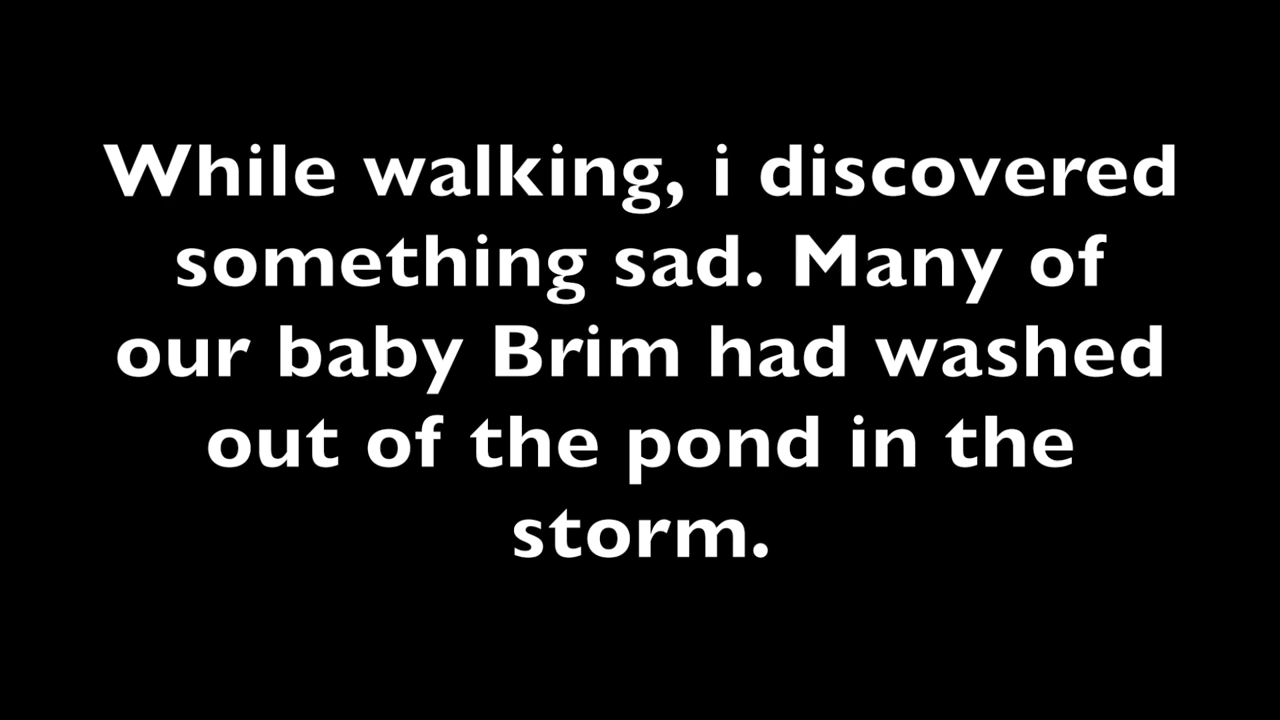 While walking, i discovered
something sad. Many of
our baby Brim had washed
out of the pond in the
storm.